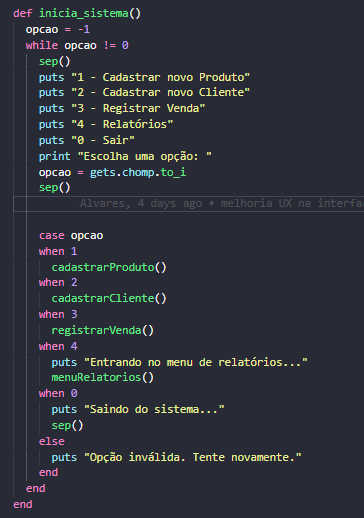 def inicia_sistema()
opcao = -1
while opcao != 0
sep()
puts "1 - Cadastrar novo Produto"
puts "2 - Cadastrar novo Cliente"
puts "3 - Registrar Venda"
puts "4 - Relatórios"
puts "0 - Sair"
print "Escolha uma opção: "
opcao = gets.chomp.to_i
sep()
Alvares, 4 days ago • melhoria UX na interfac
case opcao
when 1
cadastrarProduto()
when 2
cadastrarCliente()
when 3
registrarVenda()
when 4
puts "Entrando no menu de relatórios..."
menuRelatorios()
when 0
puts "Saindo do sistema..."
sep()
else
puts "Opção inválida. Tente novamente."
end
end
end